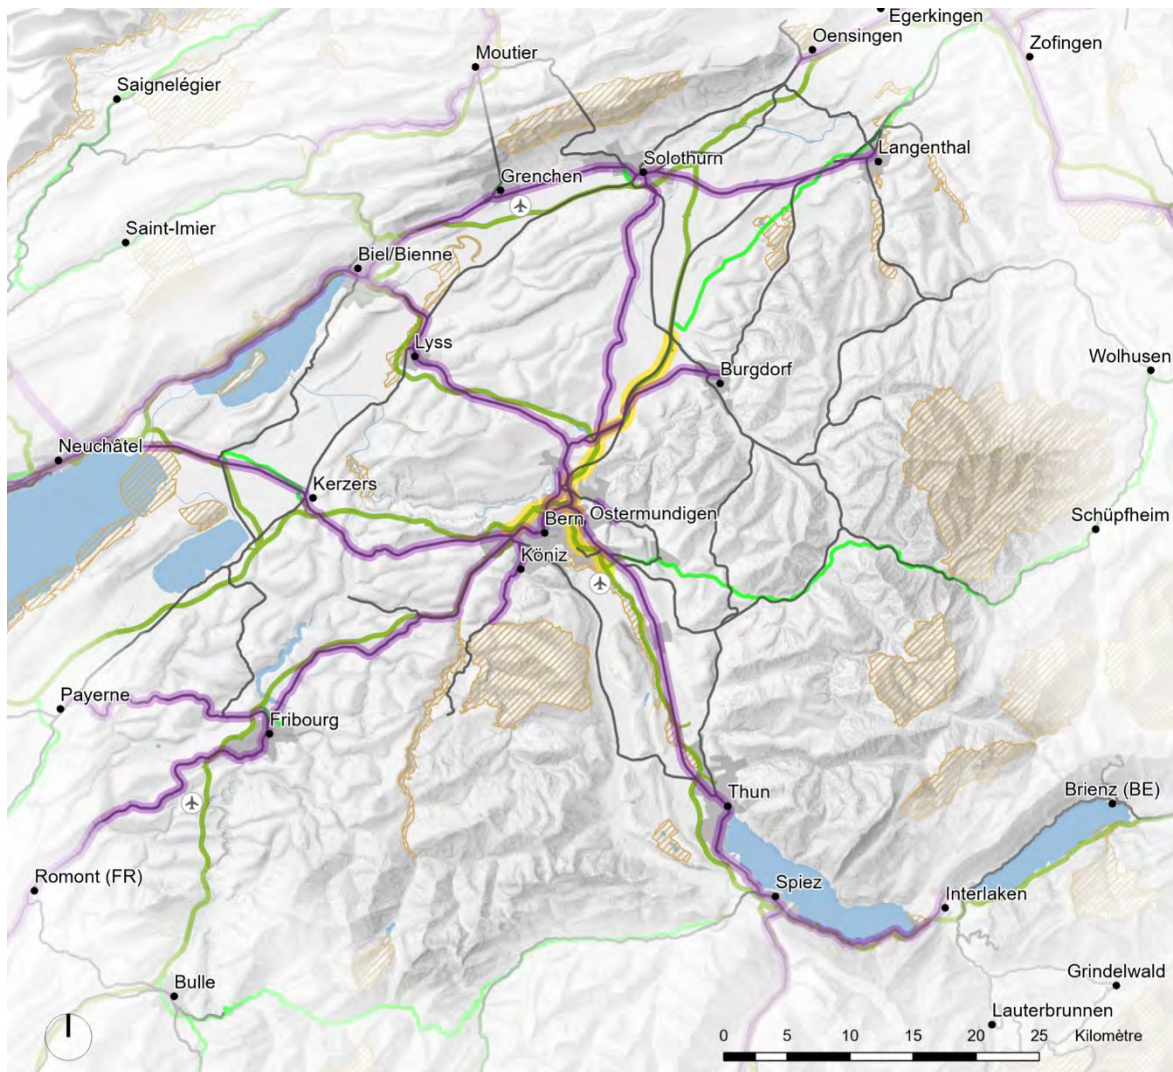 Egerkingen
Oensingen
Zofingen
Moutier
Saignelégier
Solothurn
Langenthal
Grenchen
Saint-Imier
Biel/Bienne
Lyss
Wolhusen
Burgdorf
Neuchâtel
Kerzers
Ostermundigen
Schüpfheim
Bern
Köniz
Payerne
Fribourg
Thun
Brienz (BE)
Romont (FR)
Spiez
Interlaken
Grindelwald
Bulle
Lauterbrunnen
0 5 10 15 20 25 Kilomètre